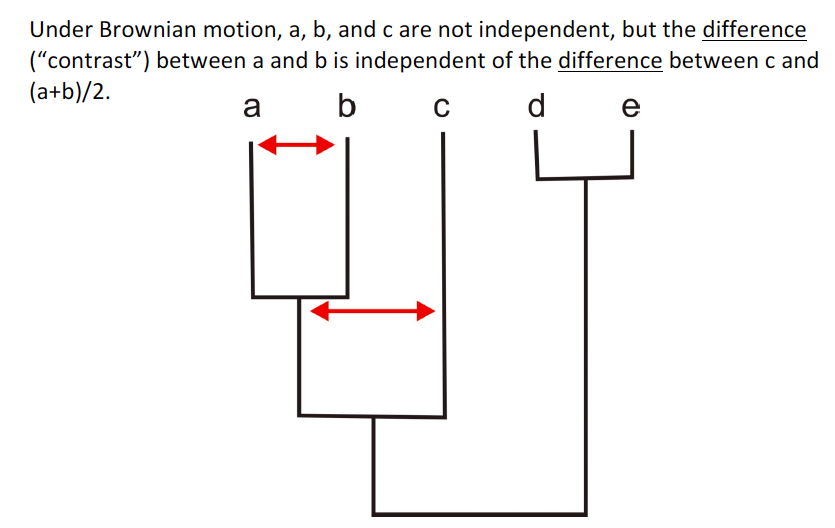 Under Brownian motion, a, b, and c are not independent, but the difference
(“contrast”) between a and b is independent of the difference between c and
(a+b)/2.
a b c d e